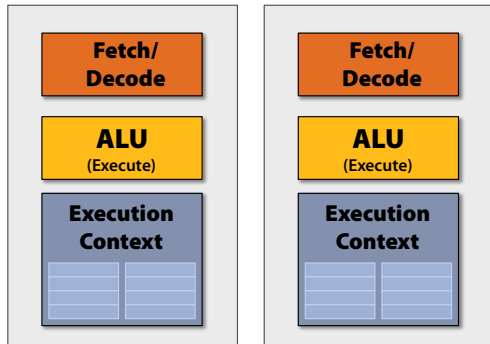 Fetch/
Decode
ALU
(Execute)
Execution
Context
Fetch/
Decode
ALU
(Execute)
Execution
Context